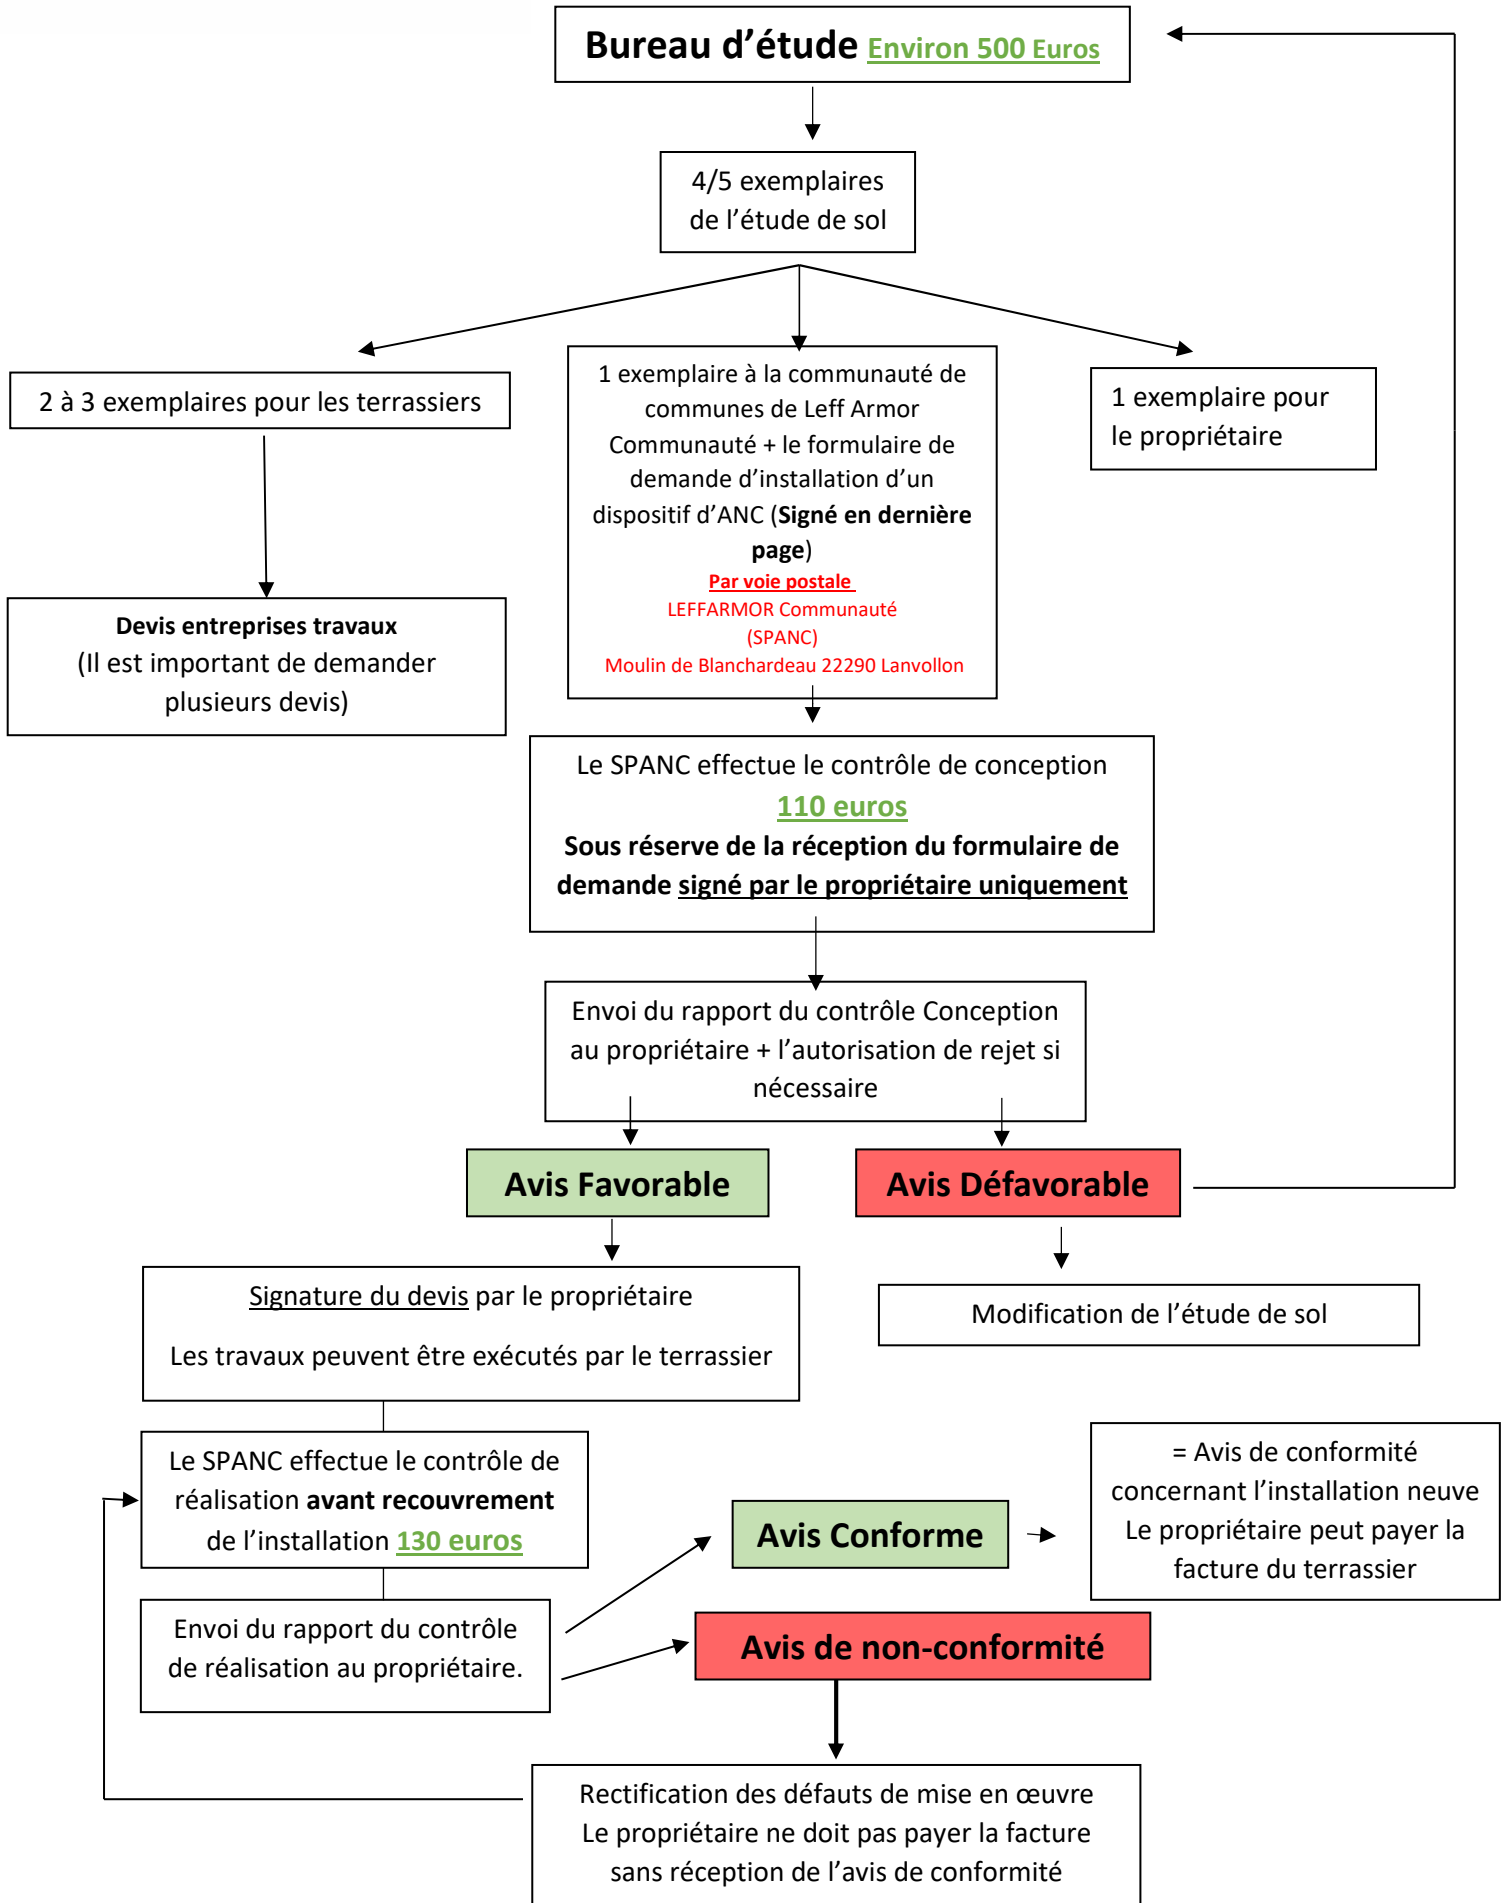 Bureau d’étude Environ 500 Euros
4/5 exemplaires
de l’étude de sol
2 à 3 exemplaires pour les terrassiers
1 exemplaire à la communauté de
communes de Leff Armor
Communauté + le formulaire de
demande d’installation d’un
dispositif d’ANC (Signé en dernière
page)
Par voie postale
LEFFARMOR Communauté
(SPANC)
Moulin de Blanchardeau 22290 Lanvollon
1 exemplaire pour
le propriétaire
Devis entreprises travaux
(Il est important de demander
plusieurs devis)
Le SPANC effectue le contrôle de conception
110 euros
Sous réserve de la réception du formulaire de
demande signé par le propriétaire uniquement
Envoi du rapport du contrôle Conception
au propriétaire + l’autorisation de rejet si
nécessaire
Avis Favorable
Avis Défavorable
Signature du devis par le propriétaire
Les travaux peuvent être exécutés par le terrassier
Modification de l’étude de sol
Le SPANC effectue le contrôle de
réalisation avant recouvrement
de l’installation 130 euros
Avis Conforme
= Avis de conformité
concernant l’installation neuve
Le propriétaire peut payer la
facture du terrassier
Envoi du rapport du contrôle
de réalisation au propriétaire.
Avis de non-conformité
Rectification des défauts de mise en œuvre
Le propriétaire ne doit pas payer la facture
sans réception de l’avis de conformité